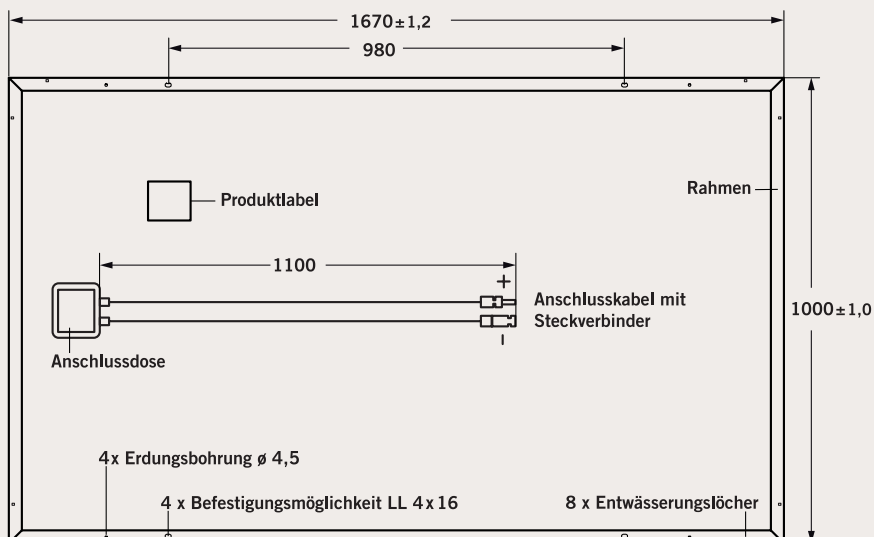 1670±1,2
980
Produktlabel
Rahmen
1100
+
Anschlusskabel mit
Steckverbinder
1000±1,0
–
Anschlussdose
4x Erdungsbohrung ø 4,5
4 x Befestigungsmöglichkeit LL 4x16
8 x Entwässerungslöcher